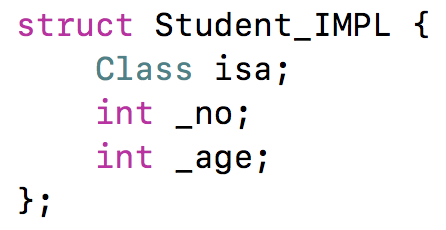 struct Student_IMPL {
    Class isa;
    int _no;
    int _age;
};